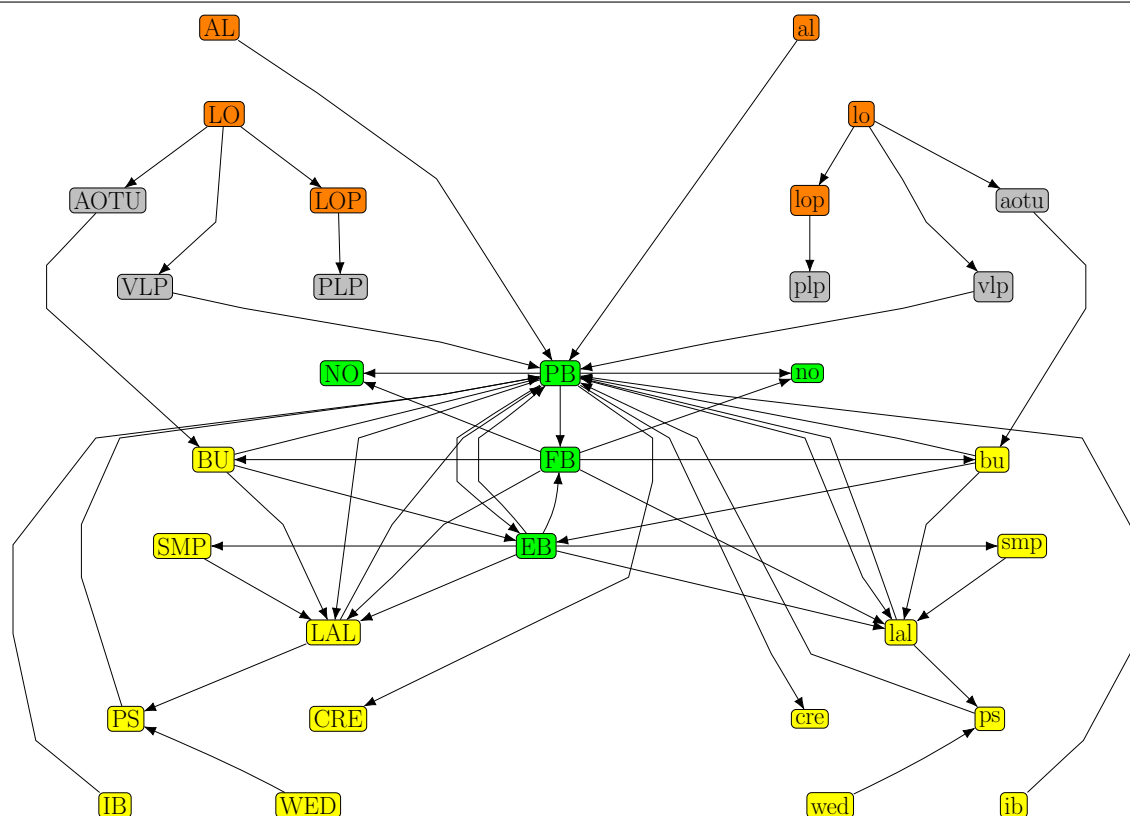 AL al
LO lo
AOTU LOP lop aotu
VLP PLP plp vlp
NO PB no
BU FB bu
SMP EB smp
LAL lal
PS CRE cre ps
IB WED wed ib